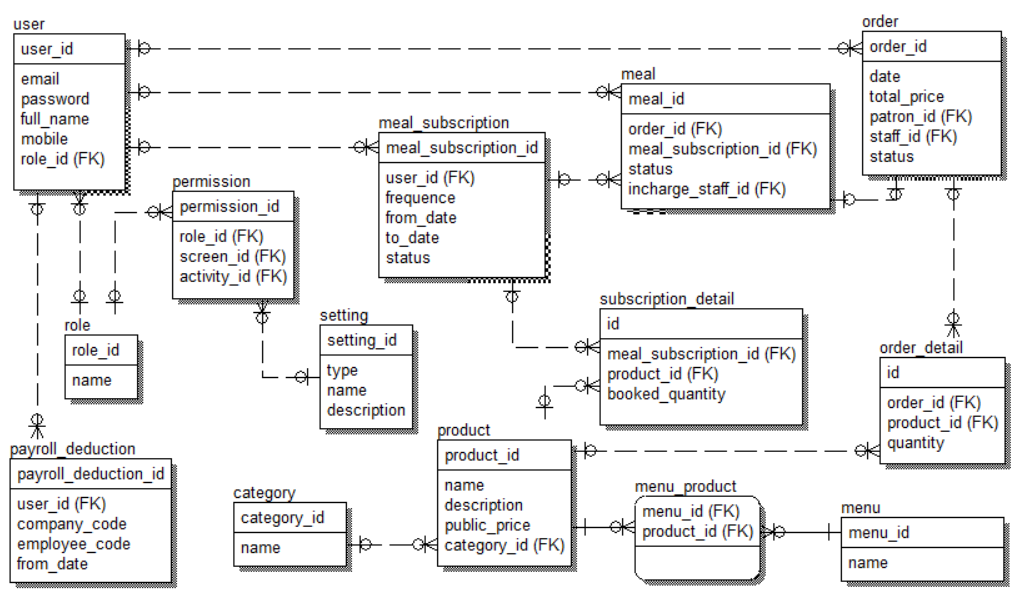 user
user_id
email
password
full_name
mobile
role_id (FK)
order
order_id
date
total_price
patron_id (FK)
staff_id (FK)
status
meal
meal_id
order_id (FK)
meal_subscription_id (FK)
status
incharge_staff_id (FK)
meal_subscription
meal_subscription_id
user_id (FK)
frequence
from_date
to_date
status
permission
permission_id
role_id (FK)
screen_id (FK)
activity_id (FK)
role
role_id
name
setting
setting_id
type
name
description
subscription_detail
id
meal_subscription_id (FK)
product_id (FK)
booked_quantity
order_detail
id
order_id (FK)
product_id (FK)
quantity
payroll_deduction
payroll_deduction_id
user_id (FK)
company_code
employee_code
from_date
category
category_id
name
product
product_id
name
description
public_price
category_id (FK)
menu_product
menu_id (FK)
product_id (FK)
menu
menu_id
name